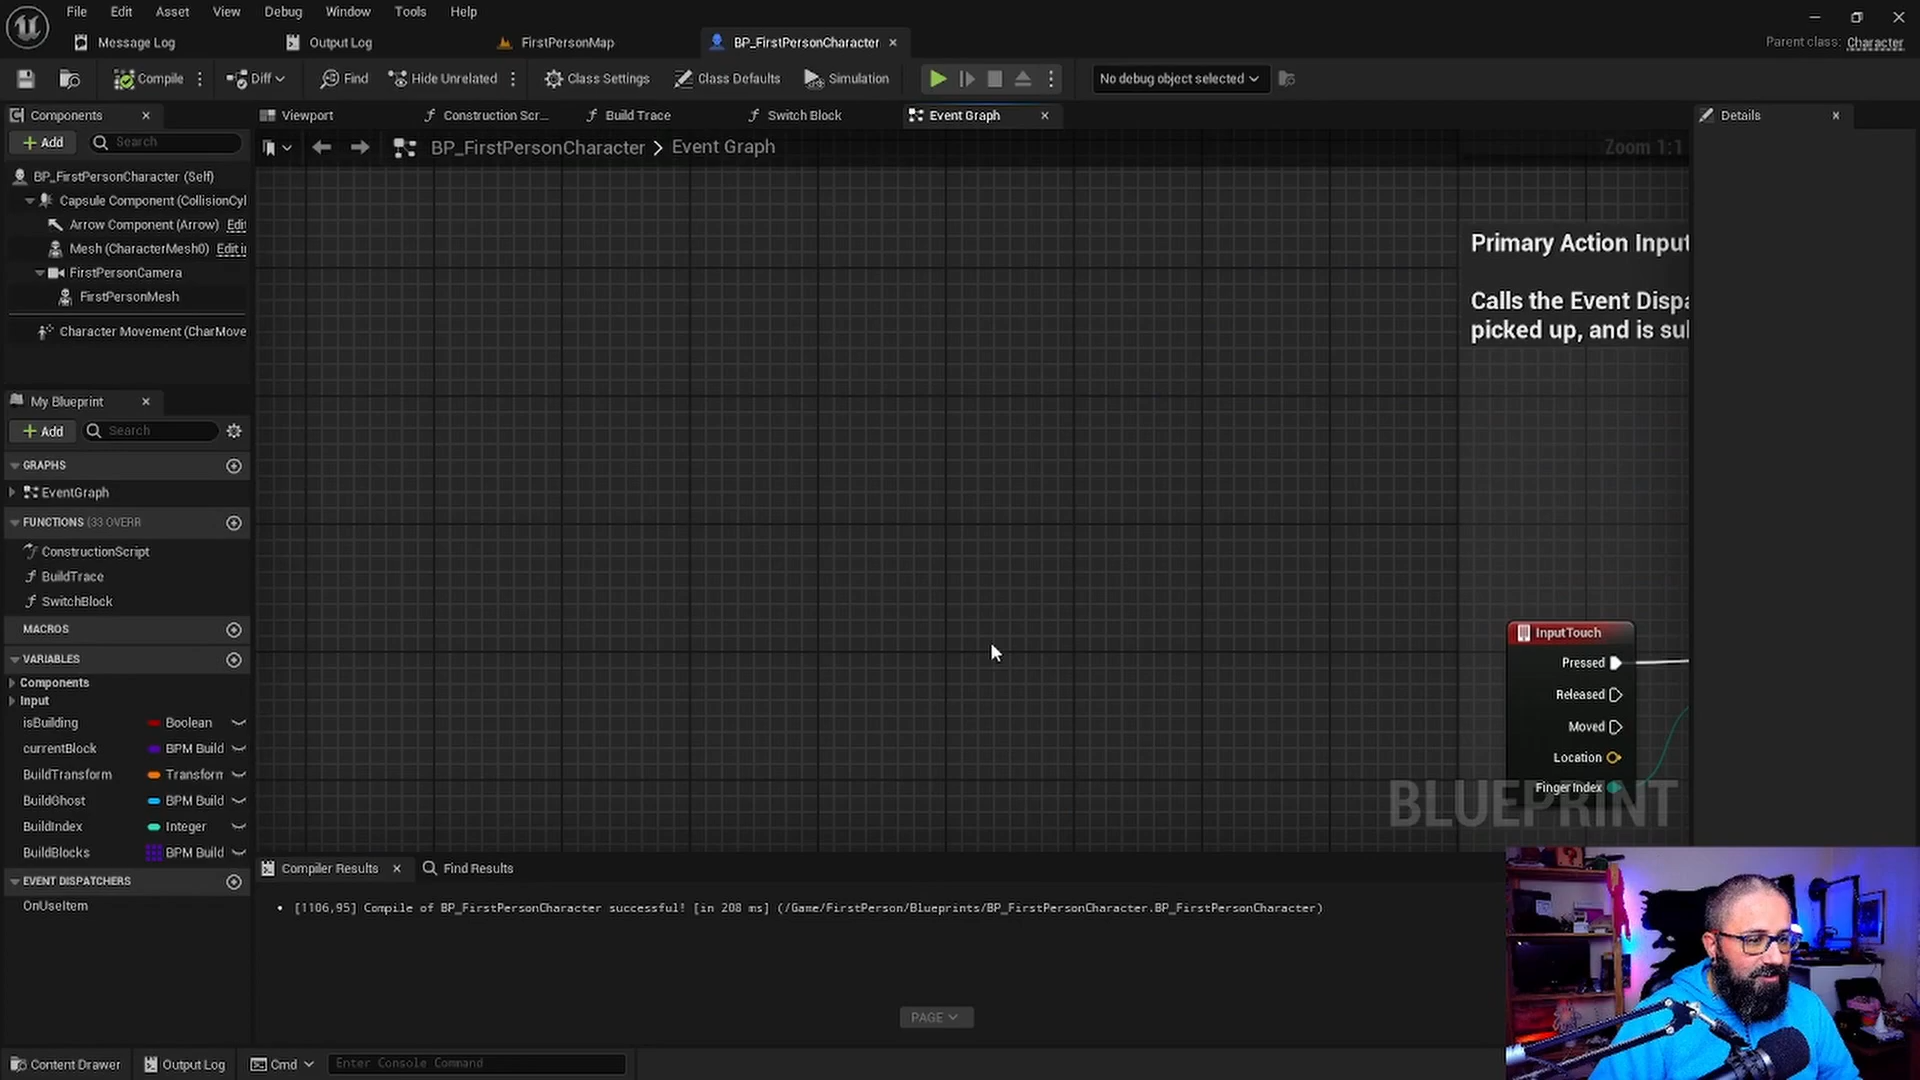 File Edit Asset View Debug Window Tools Help
Message Log Output Log FirstPersonMap BP_FirstPersonCharacter
Parent class: Character
Compile Diff Find Hide Unrelated Class Settings Class Defaults Simulation No debug object selected
Components
Viewport Construction Scr... Build Trace Switch Block Event Graph
Details
Add Search
BP_FirstPersonCharacter > Event Graph
Zoom 1:1
BP_FirstPersonCharacter (Self)
Capsule Component (CollisionCyl
Arrow Component (Arrow) Edit
Mesh (CharacterMesh0) Edit i
FirstPersonCamera
FirstPersonMesh
Character Movement (CharMove
Primary Action Input
Calls the Event Dispa
picked up, and is sul
My Blueprint
Add Search
GRAPHS
EventGraph
FUNCTIONS (33 OVERR
ConstructionScript
BuildTrace
SwitchBlock
MACROS
VARIABLES
Components
Input
isBuilding Boolean
currentBlock BPM Build
BuildTransform Transform
BuildGhost BPM Build
BuildIndex Integer
BuildBlocks BPM Build
EVENT DISPATCHERS
OnUseItem
InputTouch
Pressed
Released
Moved
Location
FingerIndex
BLUEPRINT
Compiler Results Find Results
• [1106,95] Compile of BP_FirstPersonCharacter successful! [in 208 ms] (/Game/FirstPerson/Blueprints/BP_FirstPersonCharacter.BP_FirstPersonCharacter)
PAGE
Content Drawer Output Log Cmd Enter Console Command